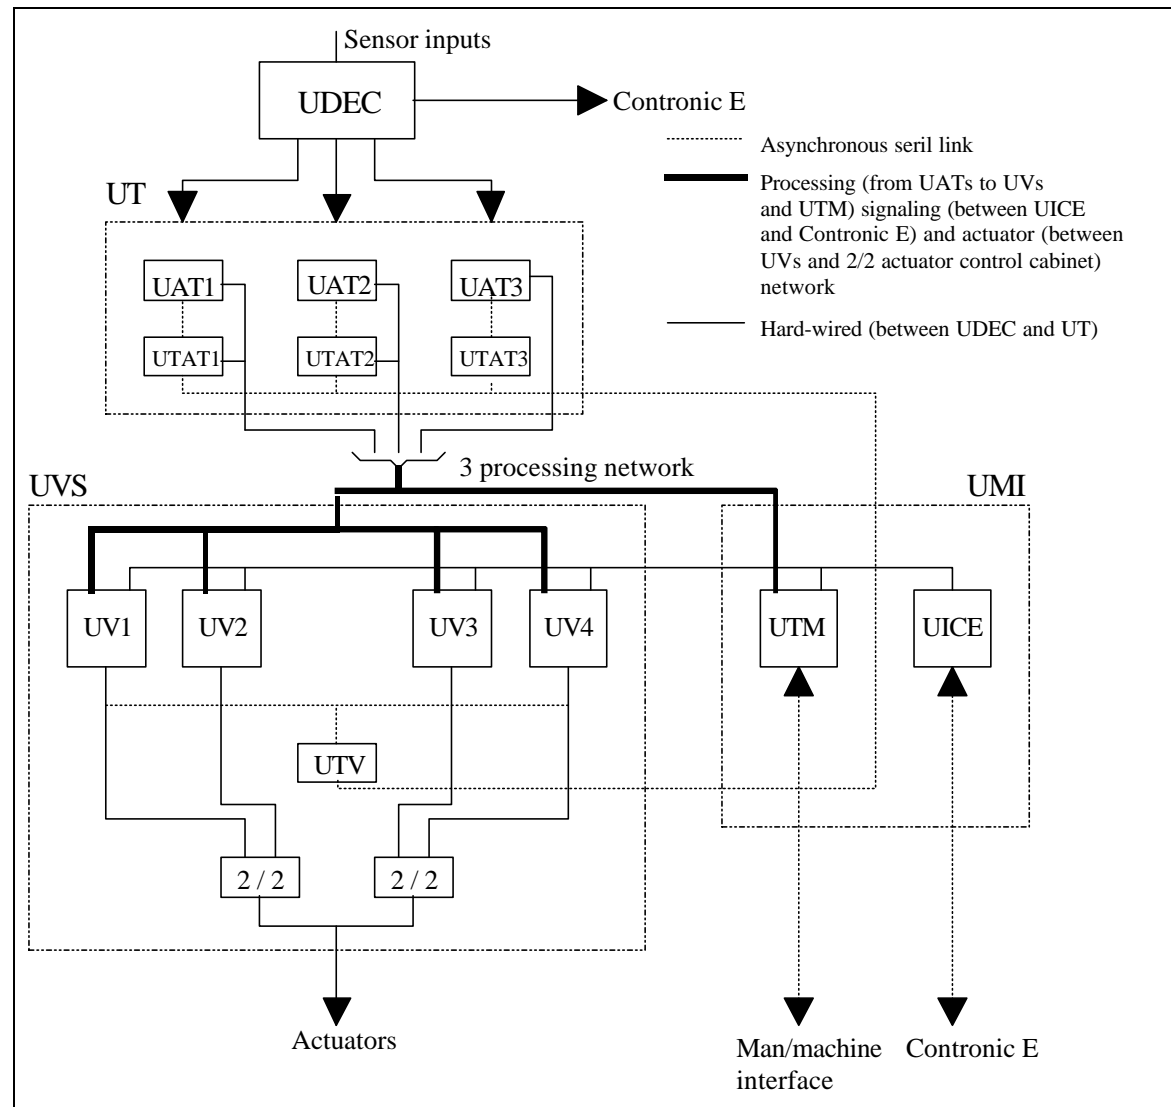 Sensor inputs
UDEC
Contronic E
Asynchronous seril link
Processing (from UATs to UVs
and UTM) signaling (between UICE
and Contronic E) and actuator (between
UVs and 2/2 actuator control cabinet)
network
Hard-wired (between UDEC and UT)
UT
UAT1
UAT2
UAT3
UTAT1
UTAT2
UTAT3
3 processing network
UVS
UMI
UV1
UV2
UV3
UV4
UTM
UICE
UTV
2 / 2
2 / 2
Actuators
Man/machine
interface
Contronic E